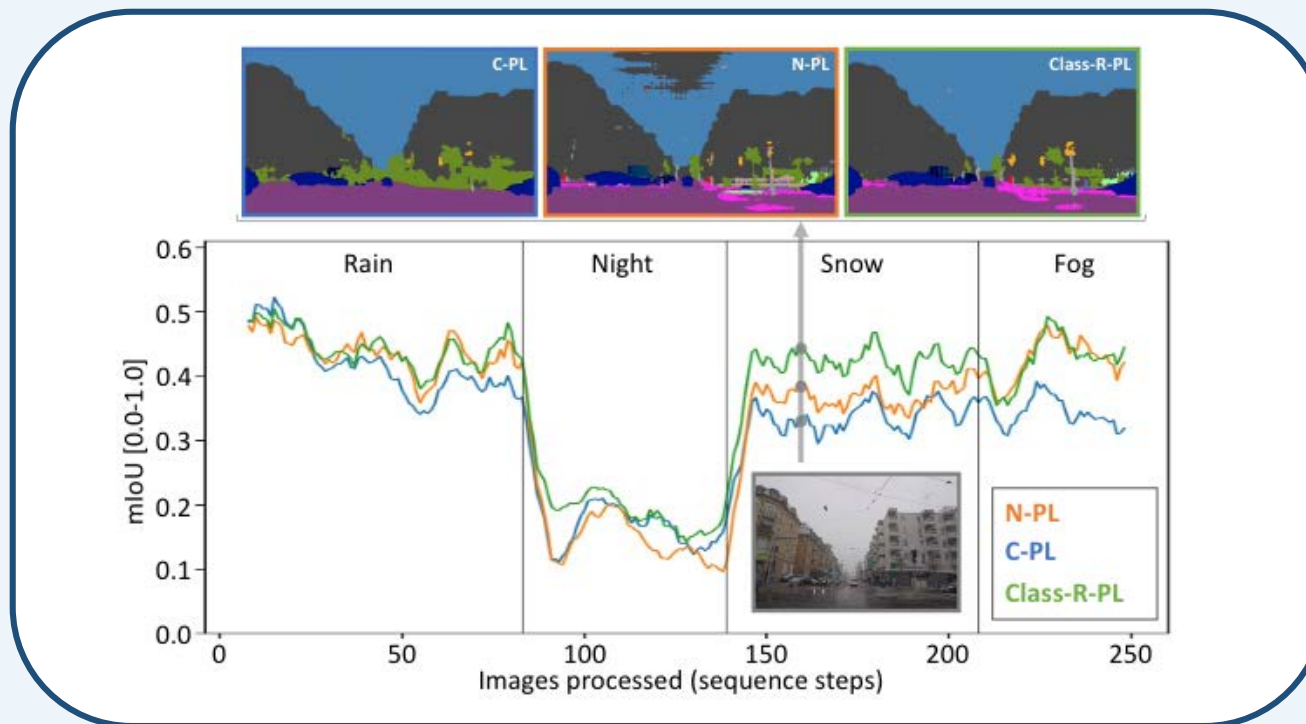 C-PL
N-PL
Class-R-PL
Rain
Night
Snow
Fog
mIoU [0.0-1.0]
0.6
0.5
0.4
0.3
0.2
0.1
0.0
0
50
100
150
200
250
Images processed (sequence steps)
N-PL
C-PL
Class-R-PL